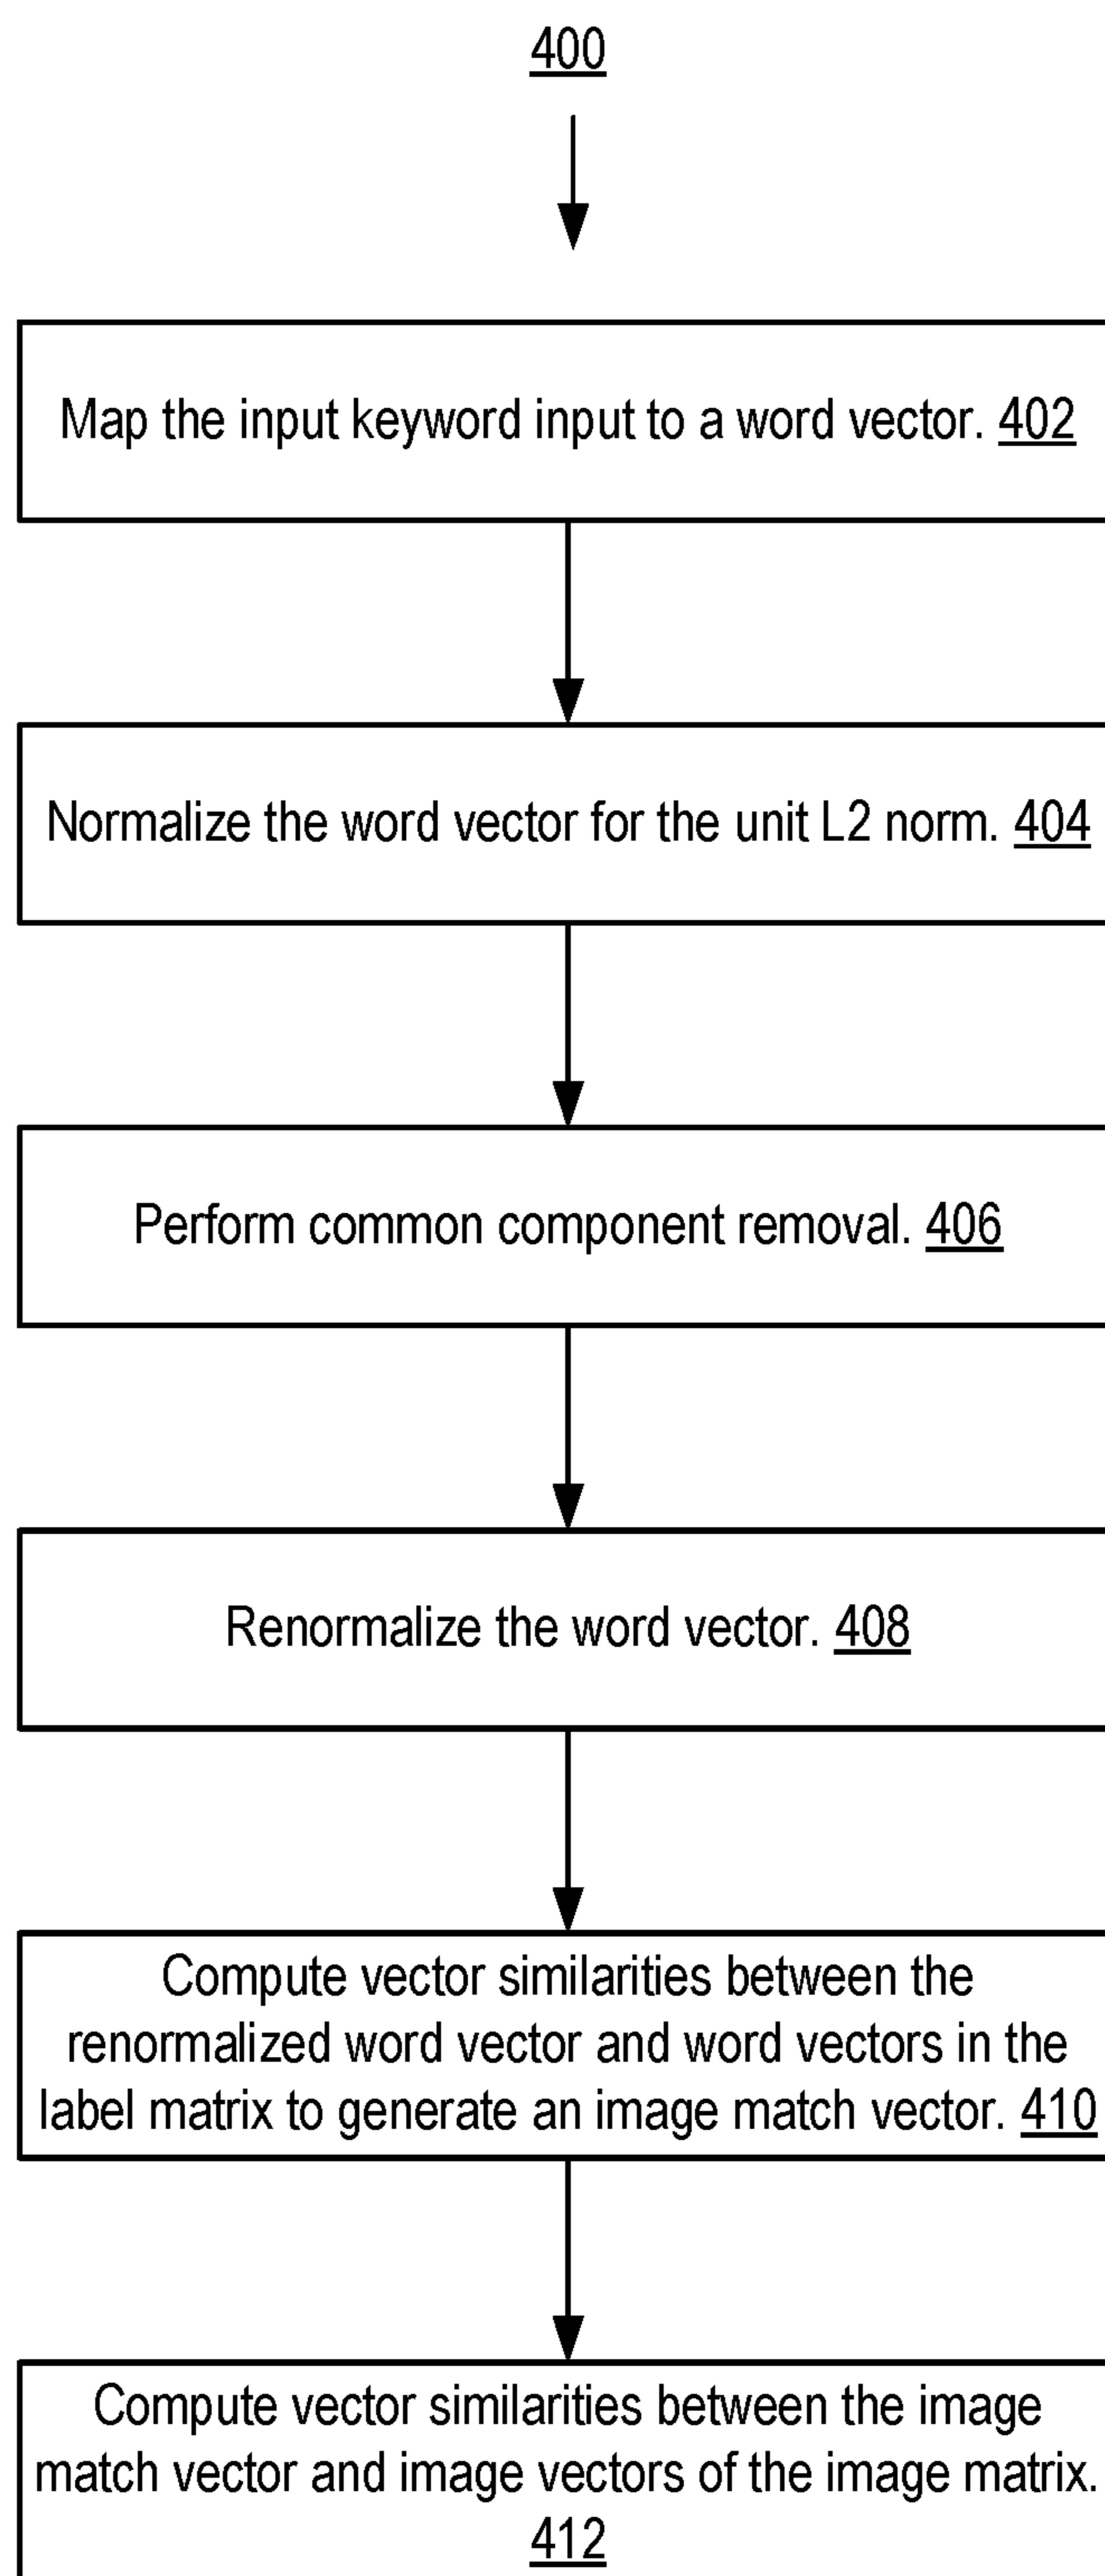 400
Map the input keyword input to a word vector. 402
Normalize the word vector for the unit L2 norm. 404
Perform common component removal. 406
Renormalize the word vector. 408
Compute vector similarities between the
renormalized word vector and word vectors in the
label matrix to generate an image match vector. 410
Compute vector similarities between the image
match vector and image vectors of the image matrix.
412